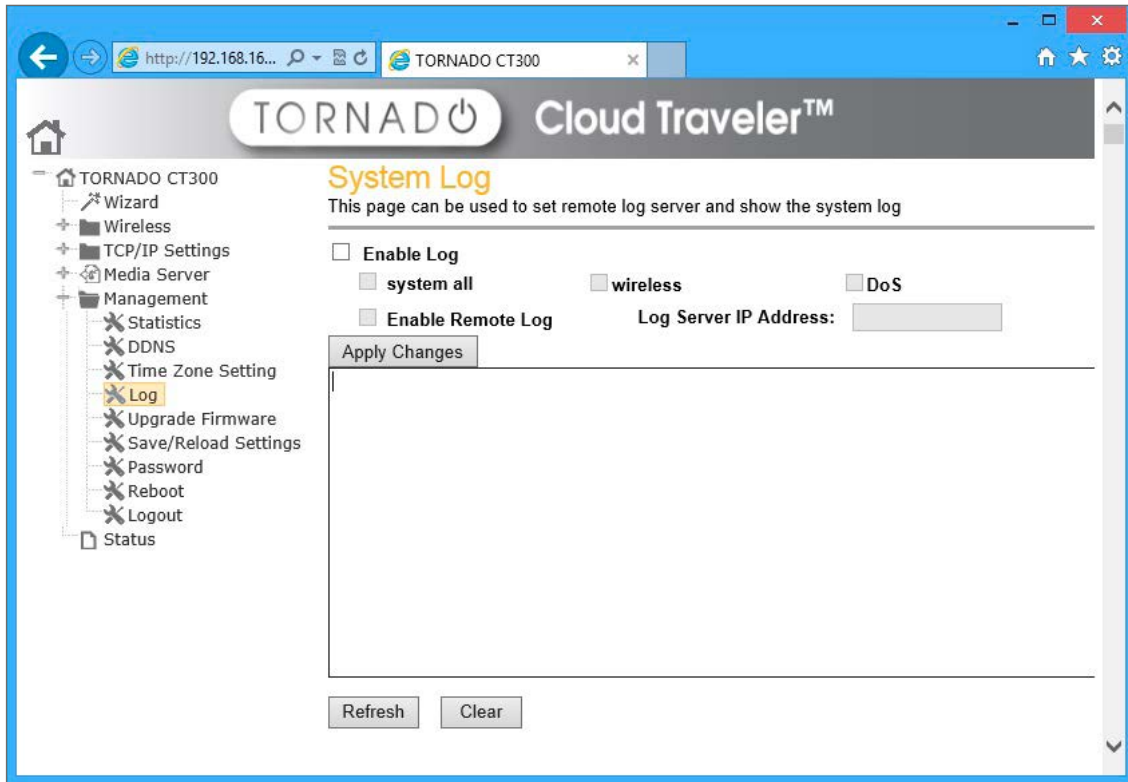 http://192.168.16...
TORNADO CT300
TORNADO Cloud Traveler™
TORNADO CT300
Wizard
Wireless
TCP/IP Settings
Media Server
Management
Statistics
DDNS
Time Zone Setting
Log
Upgrade Firmware
Save/Reload Settings
Password
Reboot
Logout
Status
System Log
This page can be used to set remote log server and show the system log
Enable Log
system all wireless DoS
Enable Remote Log Log Server IP Address:
Apply Changes
Refresh Clear